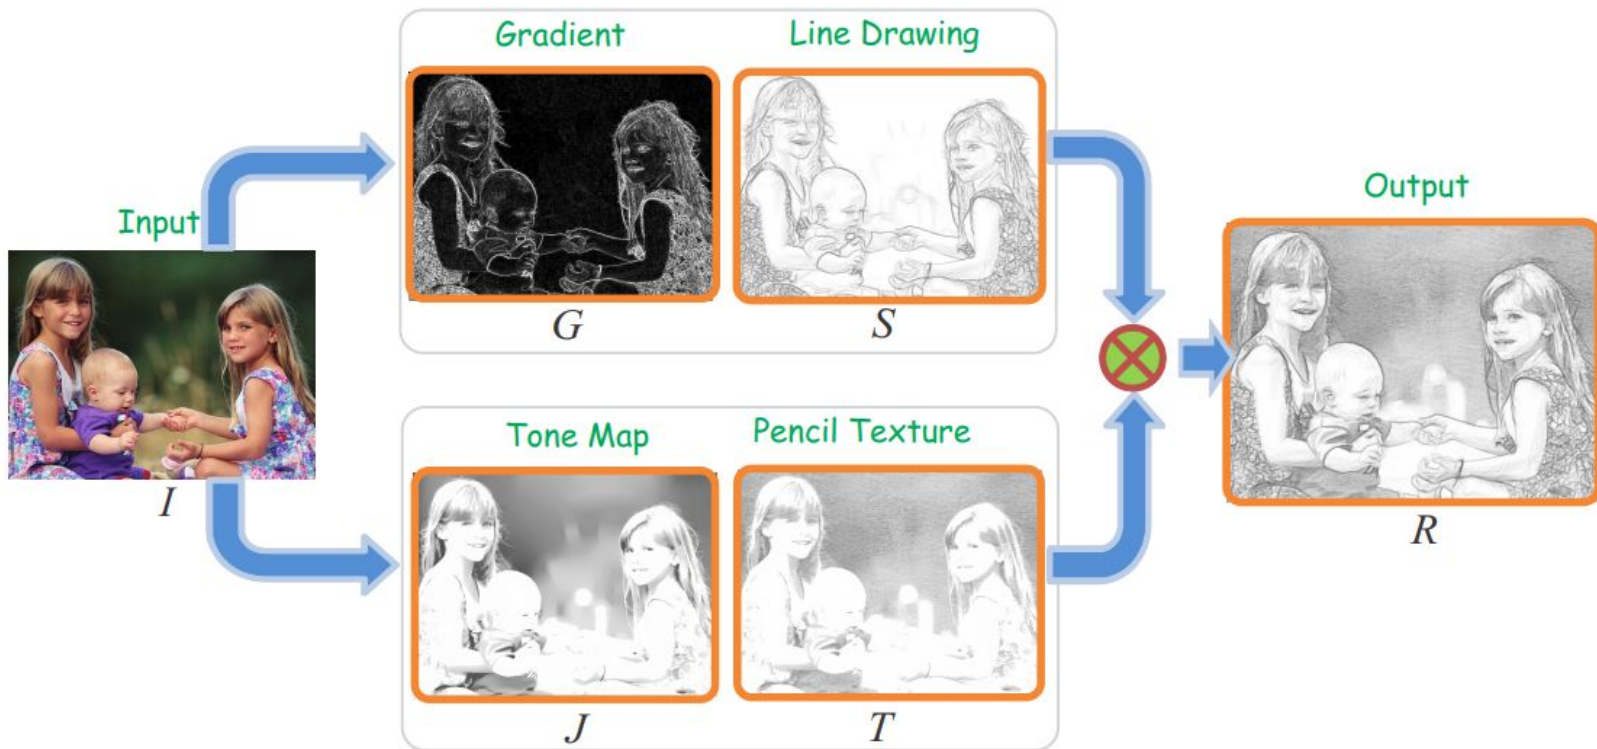 Gradient
Line Drawing
G
S
Input
I
Tone Map
Pencil Texture
J
T
Output
R